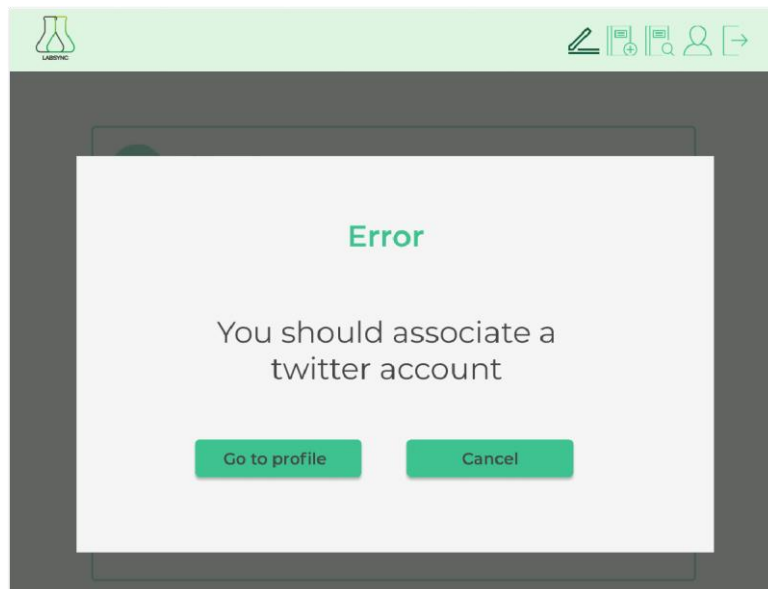 LABSYNC
Error
You should associate a
twitter account
Go to profile
Cancel